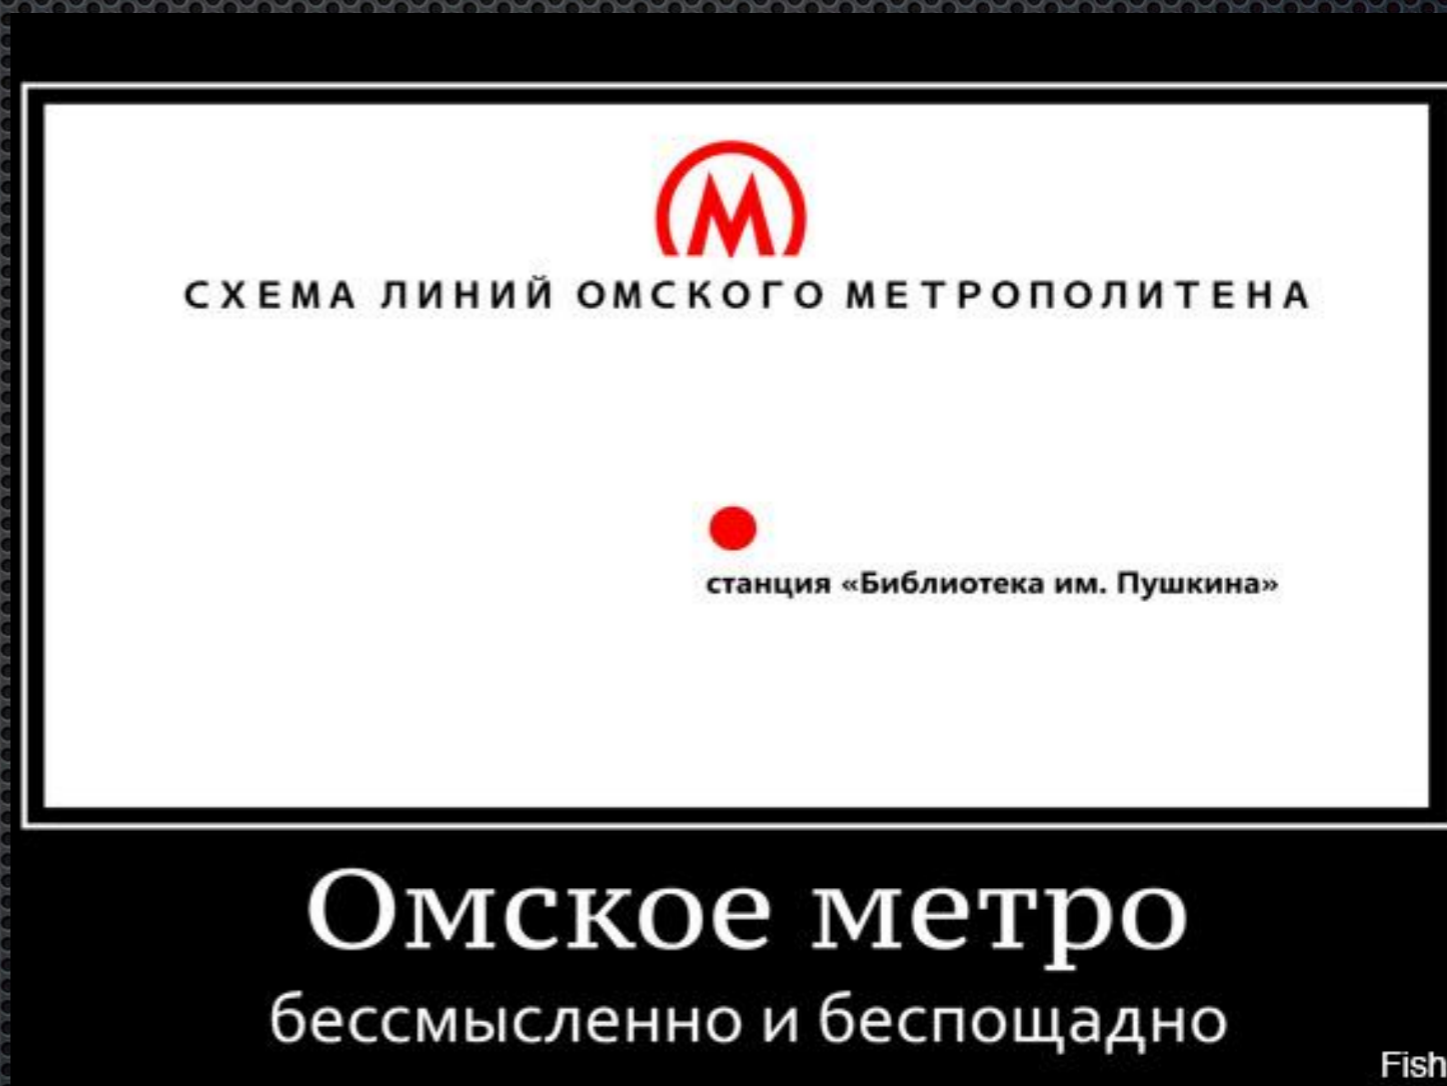 М
СХЕМА ЛИНИЙ ОМСКОГО МЕТРОПОЛИТЕНА
станция «Библиотека им. Пушкина»
Омское метро
бессмысленно и беспощадно
Fish